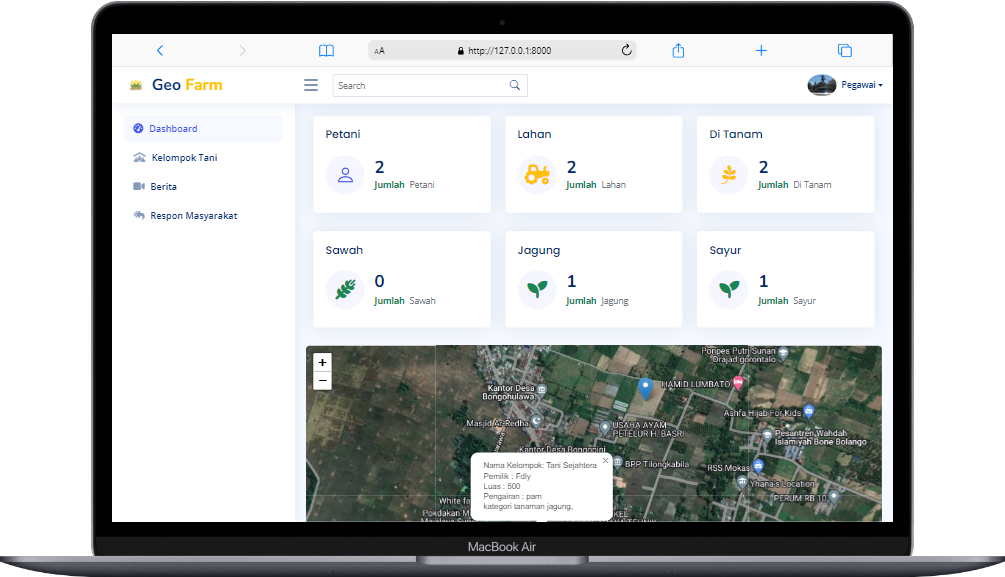 AA http://127.0.0.1:8000
Geo Farm
Search
Pegawai
Dashboard
Kelompok Tani
Berita
Respon Masyarakat
Petani
2
Jumlah Petani
Lahan
2
Jumlah Lahan
Di Tanam
2
Jumlah Di Tanam
Sawah
0
Jumlah Sawah
Jagung
1
Jumlah Jagung
Sayur
1
Jumlah Sayur
+
−
Ponpes Putri Sunan
Drajad gorontalo
Kantor Desa
Bongohulawa
HAMID LUMBATO
Ashfa Hijab For Kids
Masjid Ar-Redha
USAHA AYAM
PETELUR H. BASRI
Pesantren Wahdah
Islamiyah Bone Bolango
Kantor Desa Bongopini
BPP Tilongkabila
RSS Mokas
Yhana's Location
PERUM RB 10
White
Pokdakan
Nama Kelompok: Tani Sejahtera
Pemilik : Fdly
Luas : 500
Pengairan : pam
kategori tanaman jagung,
×
MacBook Air